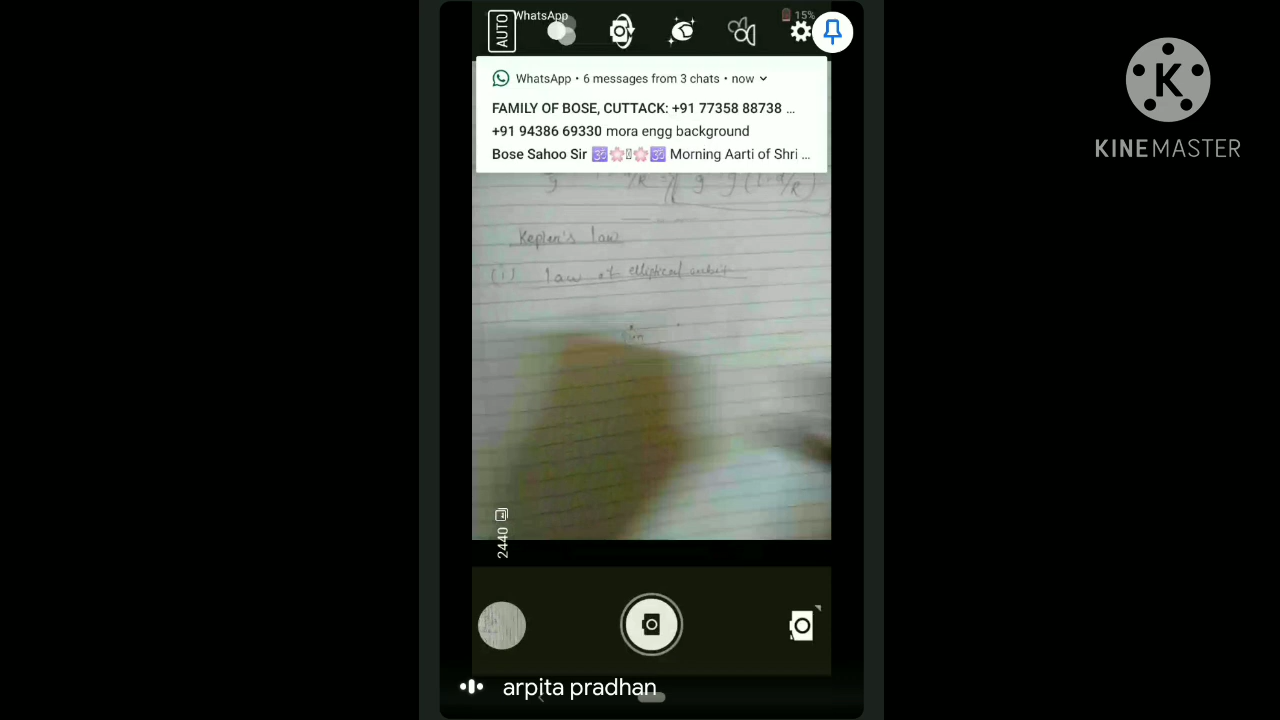 WhatsApp
15%
AUTO
WhatsApp • 6 messages from 3 chats • now
FAMILY OF BOSE, CUTTACK: +91 77358 88738 ...
+91 94386 69330 mora engg background
Bose Sahoo Sir 🕉🌸🌸🕉 Morning Aarti of Shri ...
K
KINEMASTER
Kepler's law
(i) law of elliptical orbit
Sun
2440
arpita pradhan